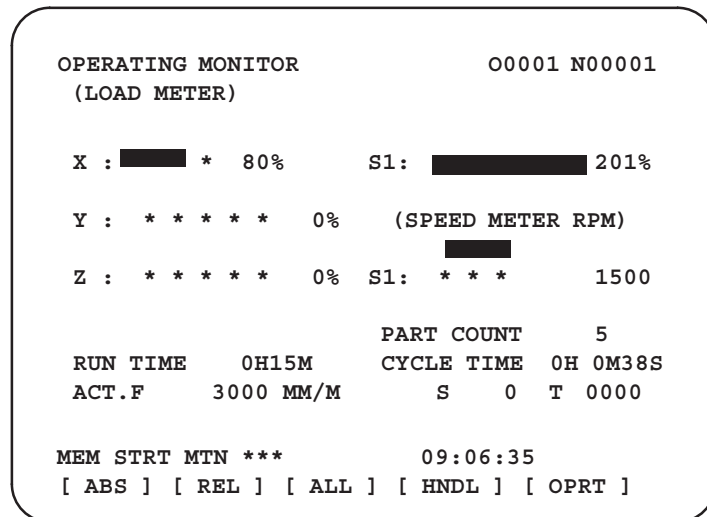 OPERATING MONITOR O0001 N00001
(LOAD METER)
X : * 80% S1: 201%
Y : * * * * * 0% (SPEED METER RPM)
Z : * * * * * 0% S1: * * * 1500
PART COUNT 5
RUN TIME 0H15M CYCLE TIME 0H 0M38S
ACT.F 3000 MM/M S 0 T 0000
MEM STRT MTN *** 09:06:35
[ ABS ] [ REL ] [ ALL ] [ HNDL ] [ OPRT ]